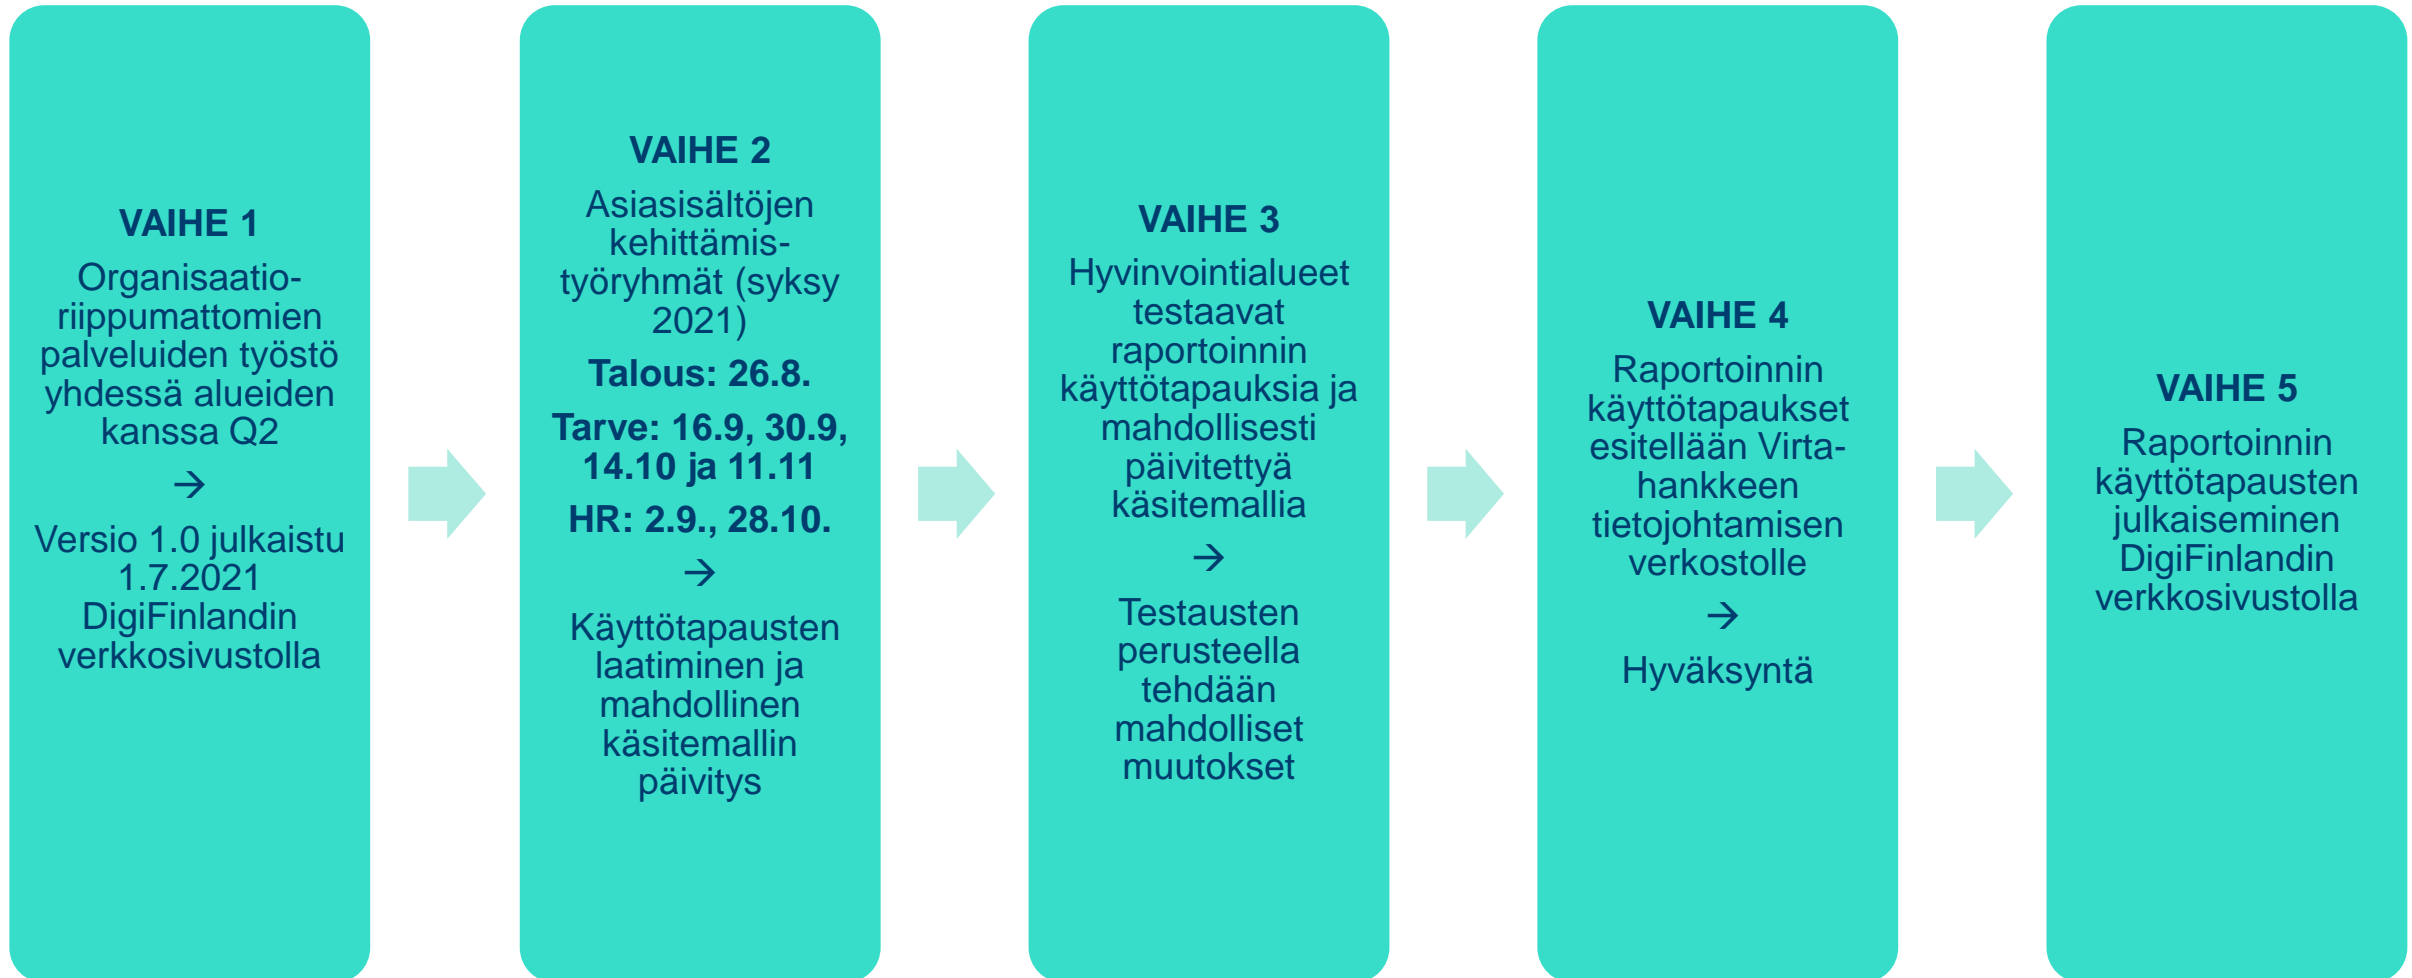 VAIHE 1
Organisaatio-
riippumattomien
palveluiden työstö
yhdessä alueiden
kanssa Q2
→
Versio 1.0 julkaistu
1.7.2021
DigiFinlandin
verkkosivustolla
VAIHE 2
Asiasisältöjen
kehittämis-
työryhmät (syksy
2021)
Talous: 26.8.
Tarve: 16.9, 30.9,
14.10 ja 11.11
HR: 2.9., 28.10.
→
Käyttötapausten
laatiminen ja
mahdollinen
käsitemallin
päivitys
VAIHE 3
Hyvinvointialueet
testaavat
raportoinnin
käyttötapauksia ja
mahdollisesti
päivitettyä
käsitemallia
→
Testausten
perusteella
tehdään
mahdolliset
muutokset
VAIHE 4
Raportoinnin
käyttötapaukset
esitellään Virta-
hankkeen
tietojohtamisen
verkostolle
→
Hyväksyntä
VAIHE 5
Raportoinnin
käyttötapausten
julkaiseminen
DigiFinlandin
verkkosivustolla